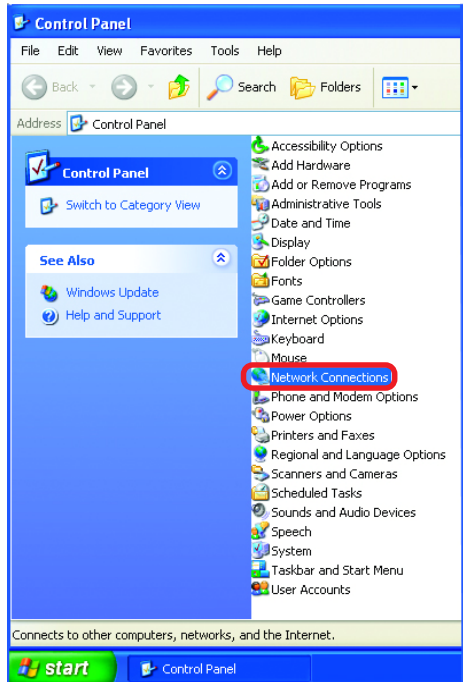 Control Panel
File Edit View Favorites Tools Help
Back Search Folders
Address Control Panel
Control Panel
Switch to Category View
See Also
Windows Update
Help and Support
Accessibility Options
Add Hardware
Add or Remove Programs
Administrative Tools
Date and Time
Display
Folder Options
Fonts
Game Controllers
Internet Options
Keyboard
Mouse
Network Connections
Phone and Modem Options
Power Options
Printers and Faxes
Regional and Language Options
Scanners and Cameras
Scheduled Tasks
Sounds and Audio Devices
Speech
System
Taskbar and Start Menu
User Accounts
Connects to other computers, networks, and the Internet.
start Control Panel